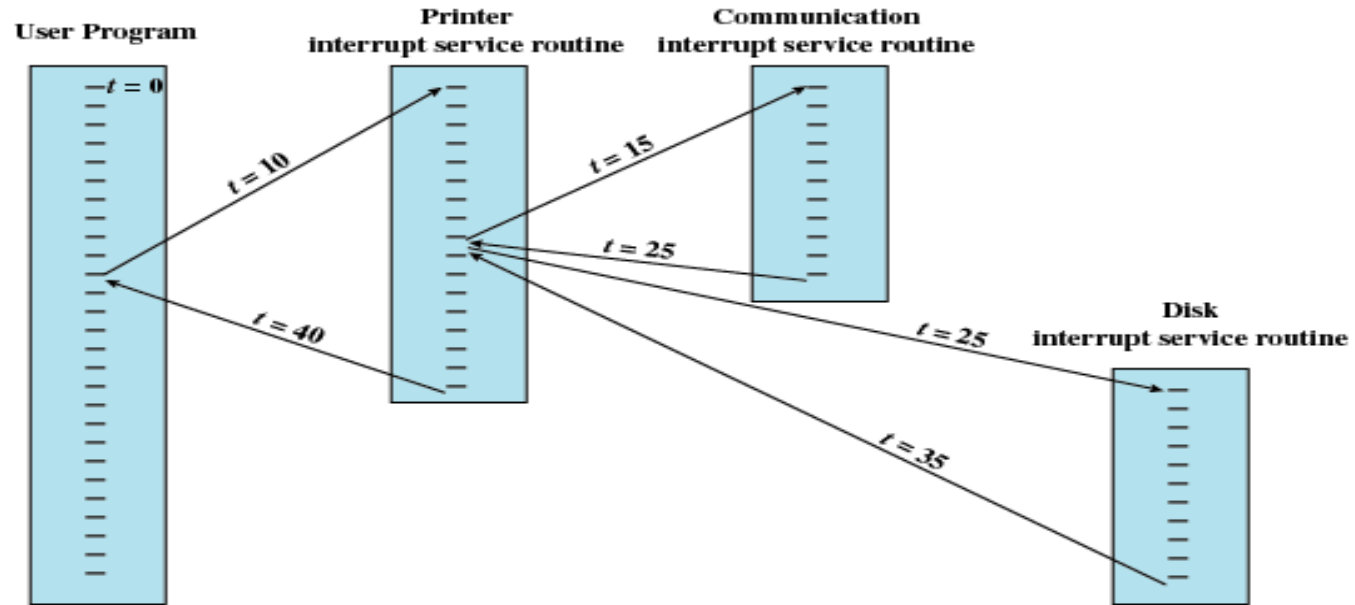 User Program
Printer
interrupt service routine
Communication
interrupt service routine
t = 0
t = 10
t = 15
t = 25
t = 40
t = 25
Disk
interrupt service routine
t = 35